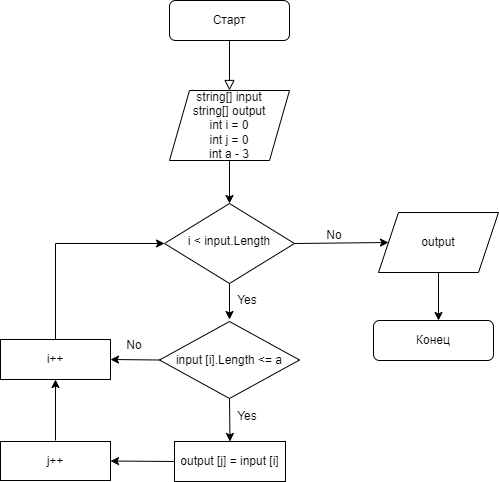 Старт
string[] input
string[] output
int i = 0
int j = 0
int a - 3
i < input.Length
No
output
Yes
Конец
No
i++
input [i].Length <= a
Yes
j++
output [j] = input [i]